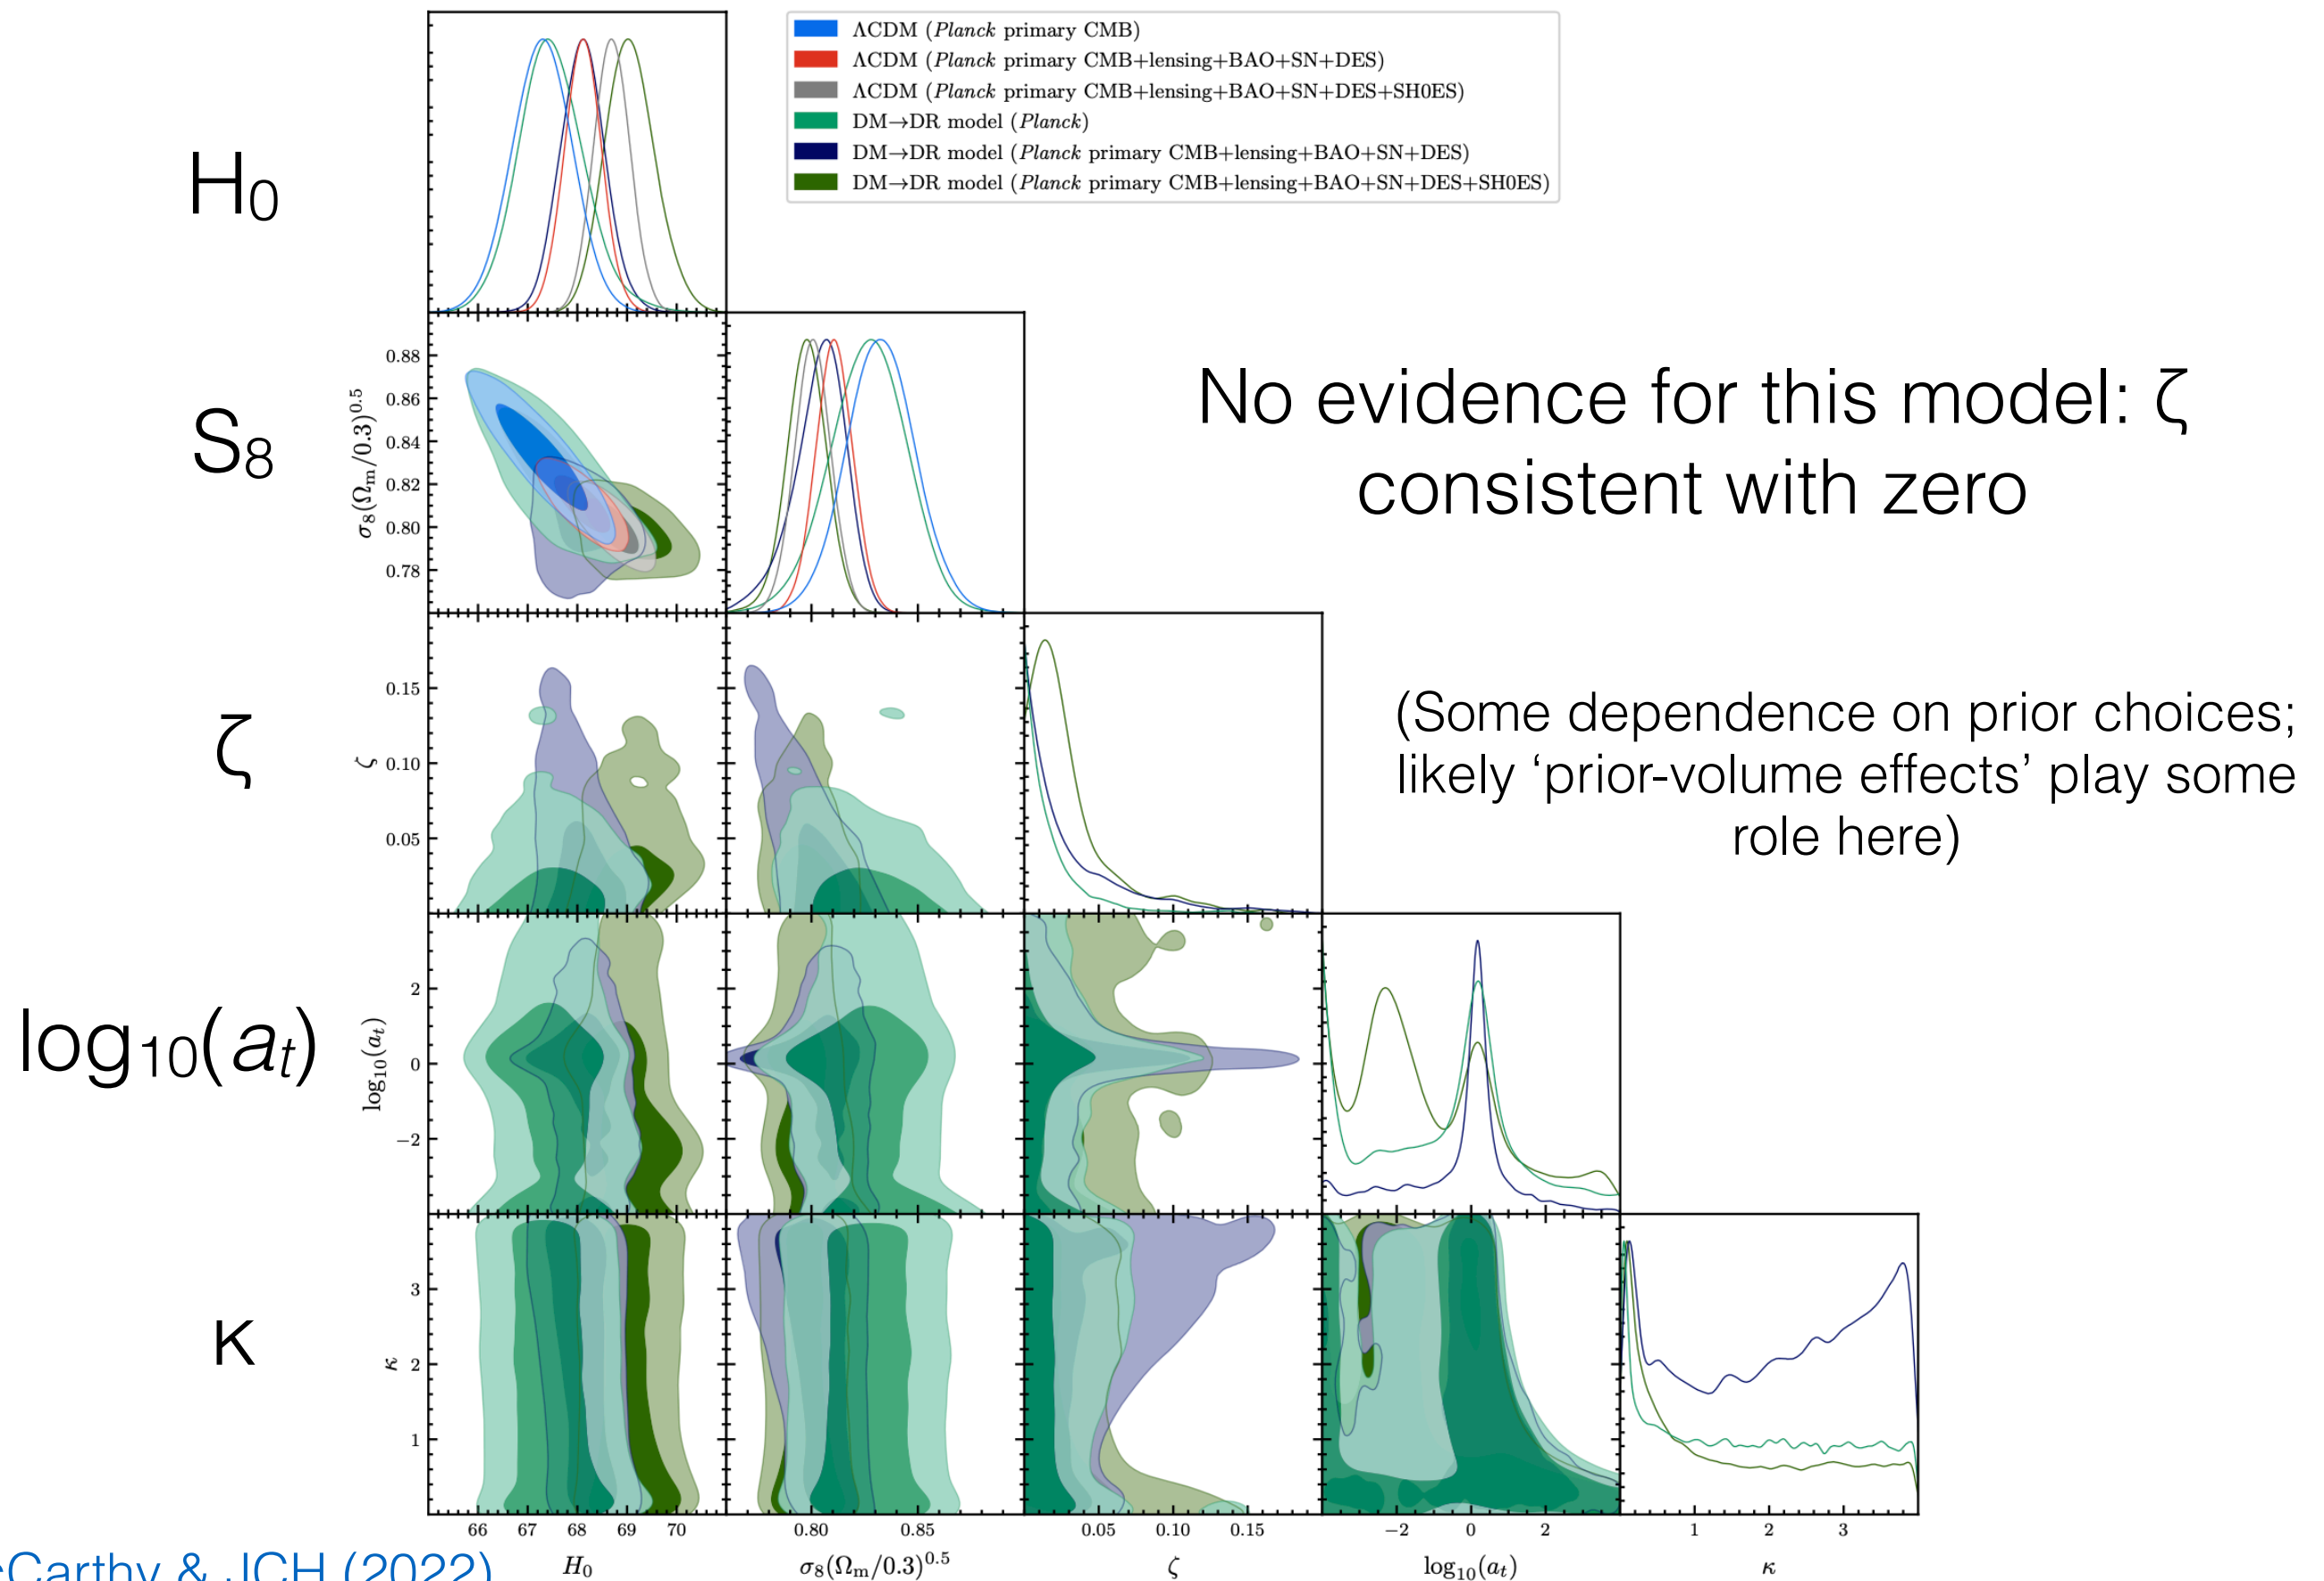 H₀
ΛCDM (Planck primary CMB)
ΛCDM (Planck primary CMB+lensing+BAO+SN+DES)
ΛCDM (Planck primary CMB+lensing+BAO+SN+DES+SH0ES)
DM→DR model (Planck)
DM→DR model (Planck primary CMB+lensing+BAO+SN+DES)
DM→DR model (Planck primary CMB+lensing+BAO+SN+DES+SH0ES)
S₈
σ₈(Ωₘ/0.3)^0.5
0.88
0.86
0.84
0.82
0.80
0.78
No evidence for this model: ζ
consistent with zero
ζ
ζ
0.15
0.10
0.05
(Some dependence on prior choices;
likely ‘prior-volume effects’ play some
role here)
log₁₀(aₜ)
log₁₀(aₜ)
2
0
−2
κ
κ
3
2
1
66 67 68 69 70
0.80 0.85
0.05 0.10 0.15
−2 0 2
1 2 3
H₀
σ₈(Ωₘ/0.3)^0.5
ζ
log₁₀(aₜ)
κ
Carthy & JCH (2022)